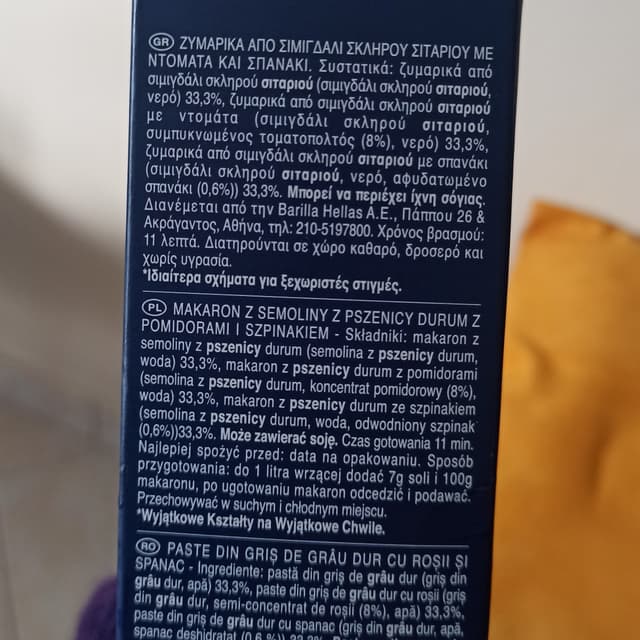 GR ΖΥΜΑΡΙΚΑ ΑΠΟ ΣΙΜΙΓΔΑΛΙ ΣΚΛΗΡΟΥ ΣΙΤΑΡΙΟΥ ΜΕ
ΝΤΟΜΑΤΑ ΚΑΙ ΣΠΑΝΑΚΙ. Συστατικά: ζυμαρικά από
σιμιγδάλι σκληρού σιταριού (σιμιγδάλι σκληρού σιταριού,
νερό) 33,3%, ζυμαρικά από σιμιγδάλι σκληρού σιταριού
με ντομάτα (σιμιγδάλι σκληρού σιταριού,
συμπυκνωμένος τοματοπολτός (8%), νερό) 33,3%,
ζυμαρικά από σιμιγδάλι σκληρού σιταριού με σπανάκι
(σιμιγδάλι σκληρού σιταριού, νερό, αφυδατωμένο
σπανάκι (0,6%)) 33,3%. Μπορεί να περιέχει ίχνη σόγιας.
Διανέμεται από την Barilla Hellas A.E., Πάππου 26 &
Ακράγαντος, Αθήνα, τηλ: 210-5197800. Χρόνος βρασμού:
11 λεπτά. Διατηρούνται σε χώρο καθαρό, δροσερό και
χωρίς υγρασία.
*Ιδιαίτερα σχήματα για ξεχωριστές στιγμές.
PL MAKARON Z SEMOLINY Z PSZENICY DURUM Z
POMIDORAMI I SZPINAKIEM - Składniki: makaron z
semoliny z pszenicy durum (semolina z pszenicy durum,
woda) 33,3%, makaron z pszenicy durum z pomidorami
(semolina z pszenicy durum, koncentrat pomidorowy (8%),
woda) 33,3%, makaron z pszenicy durum ze szpinakiem
(semolina z pszenicy durum, woda, odwodniony szpinak
(0,6%))33,3%. Może zawierać soję. Czas gotowania 11 min.
Najlepiej spożyć przed: data na opakowaniu. Sposób
przygotowania: do 1 litra wrzącej dodać 7g soli i 100g
makaronu, po ugotowaniu makaron odcedzić i podawać.
Przechowywać w suchym i chłodnym miejscu.
*Wyjątkowe Kształty na Wyjątkowe Chwile.
RO PASTE DIN GRIȘ DE GRÂU DUR CU ROȘII ȘI
SPANAC - Ingrediente: pastă din griș de grâu dur (griș din
grâu dur, apă) 33,3%, paste din griș de grâu dur cu roșii (griș
din grâu dur, semi-concentrat de roșii (8%), apă) 33,3%,
paste din griș de grâu dur cu spanac (griș din grâu dur, apă,
spanac deshidratat (0,6 %)) 33,3%.